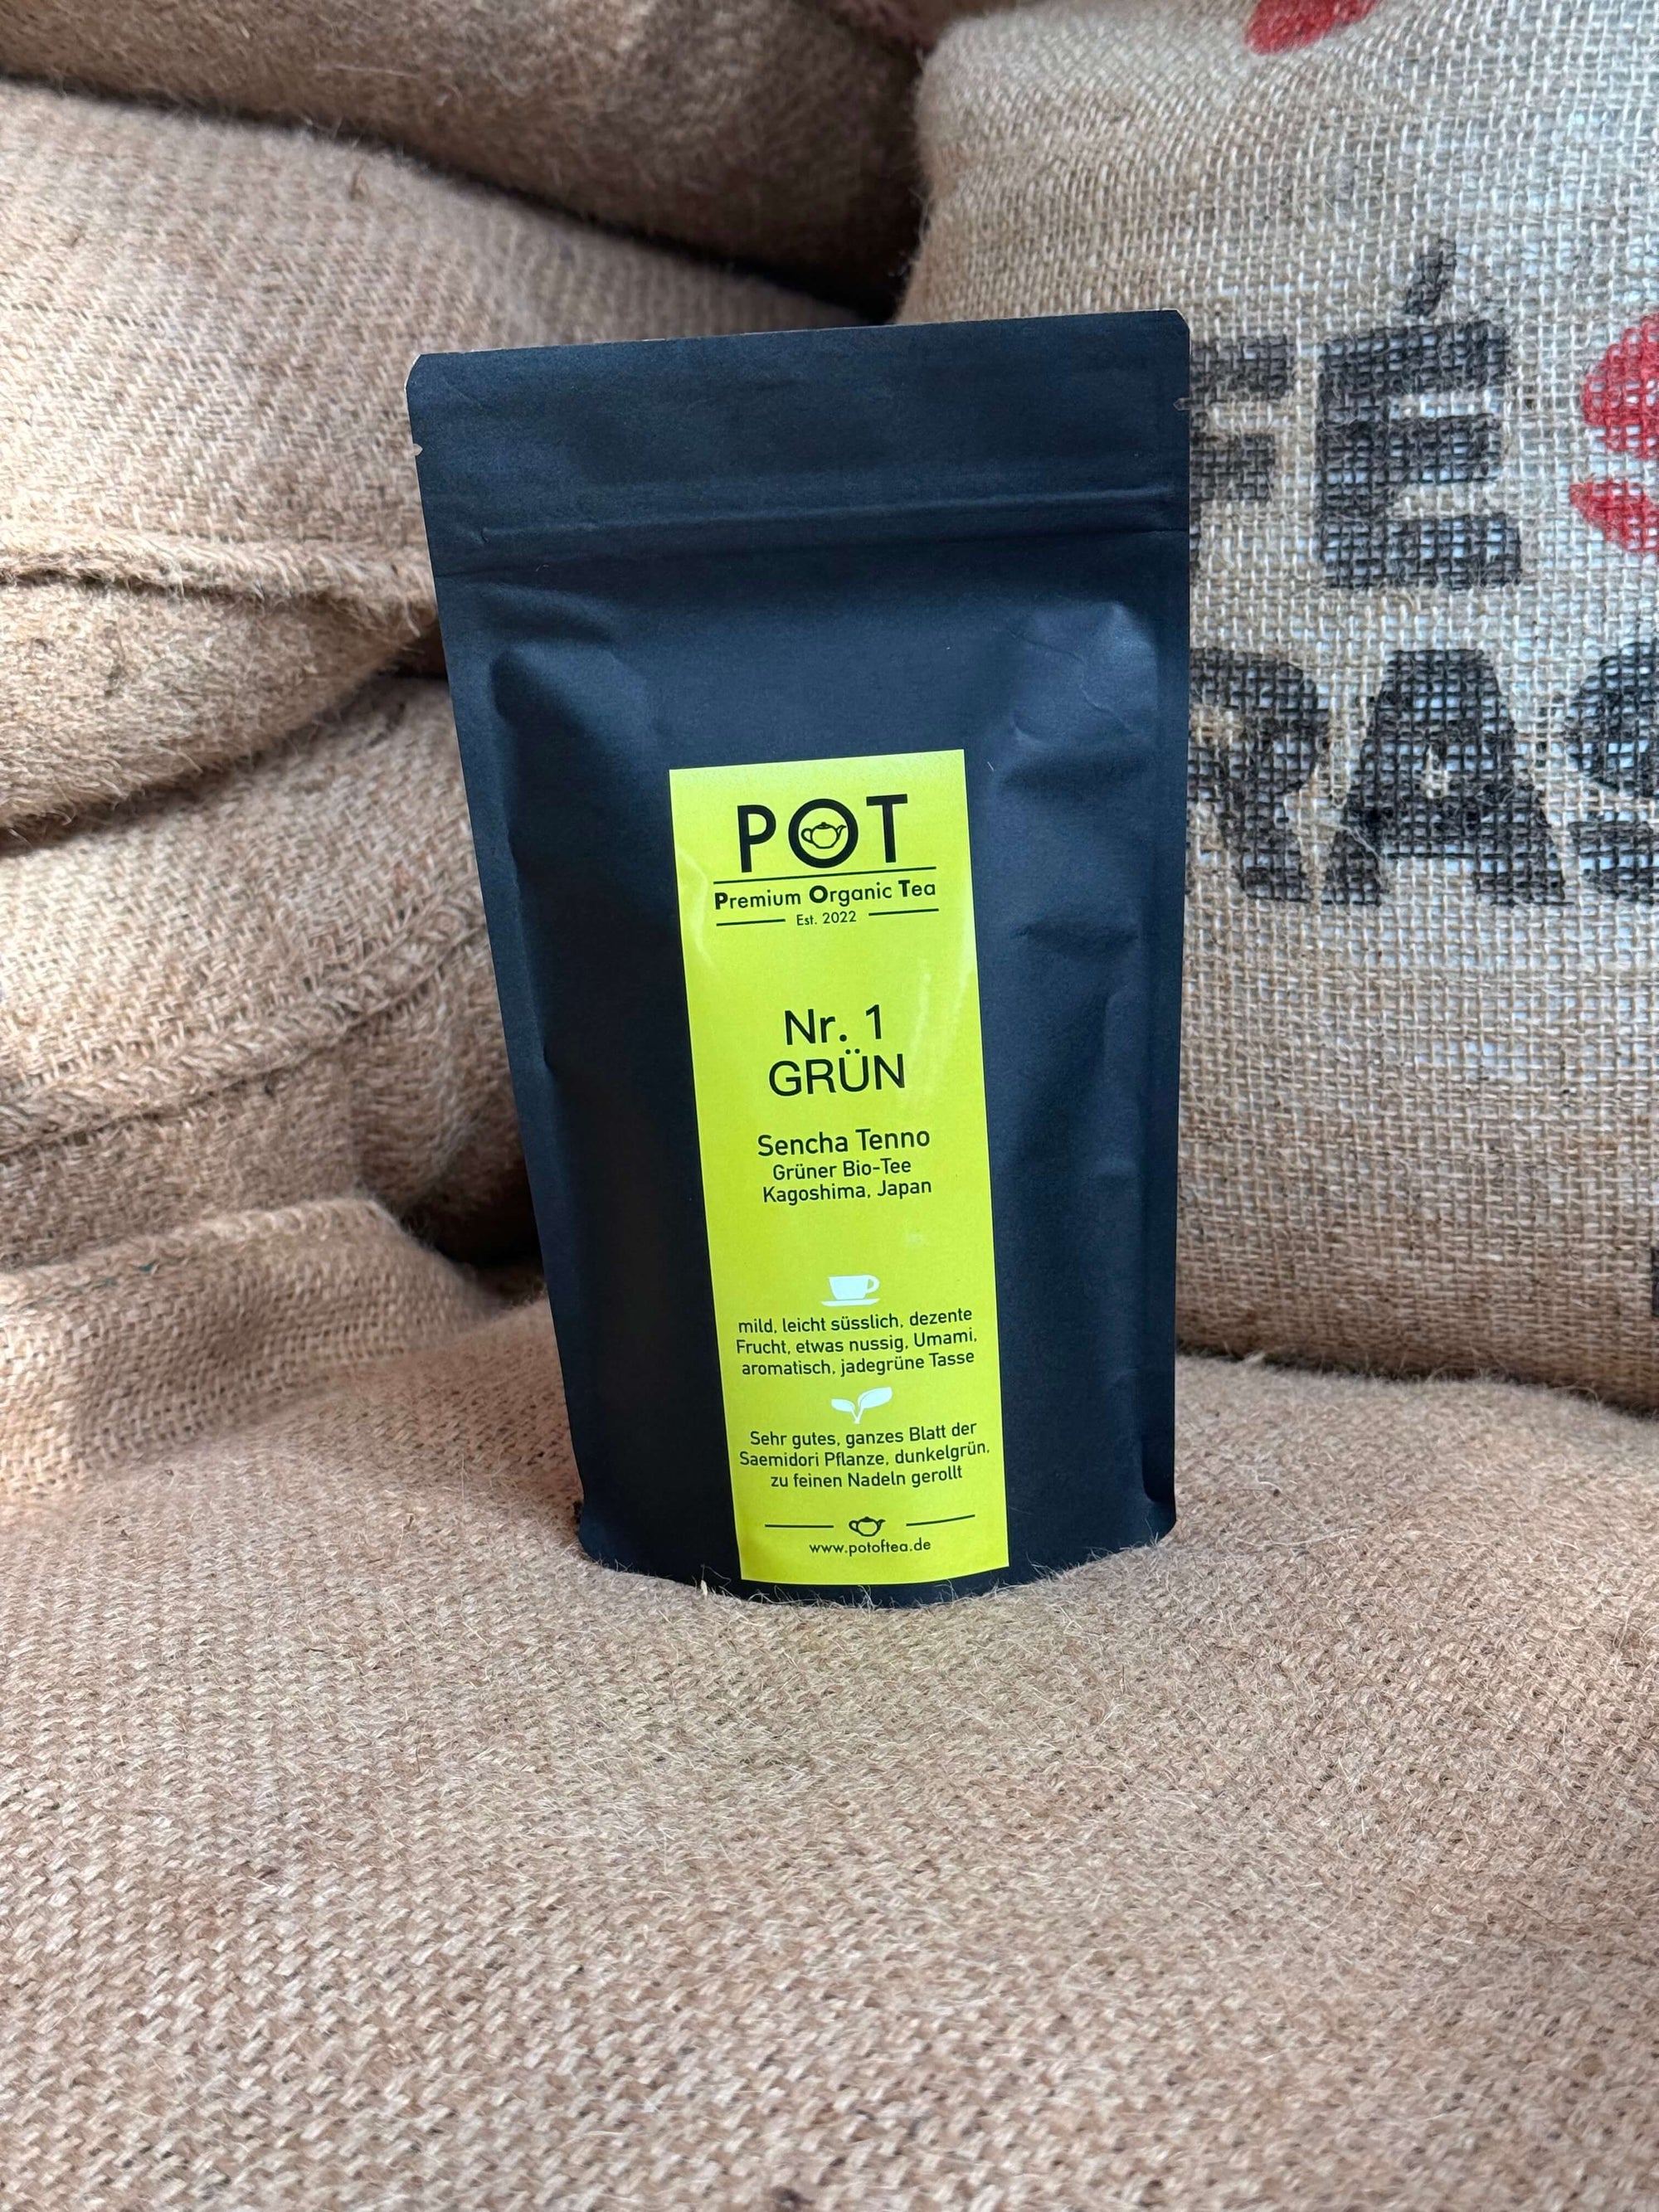 POT
Premium Organic Tea
Est. 2022
Nr. 1
GRÜN
Sencha Tenno
Grüner Bio-Tee
Kagoshima, Japan
mild, leicht süsslich, dezente
Frucht, etwas nussig, Umami,
aromatisch, jadegrüne Tasse
Sehr gutes, ganzes Blatt der
Saemidori Pflanze, dunkelgrün,
zu feinen Nadeln gerollt
www.potoftea.de
FÉ
RAS